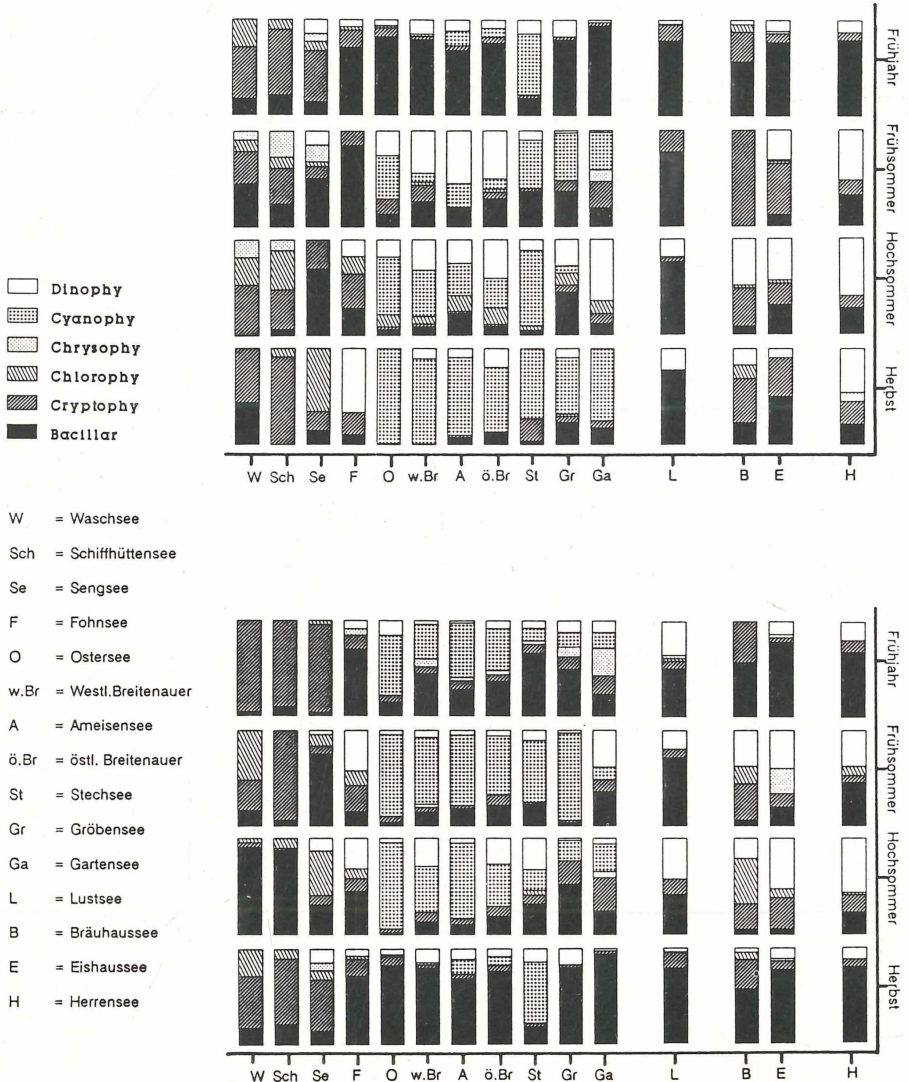 Frühjahr
Frühsommer
Hochsommer
Herbst
Dinophy
Cyanophy
Chrysophy
Chlorophy
Cryptophy
Bacillar
W Sch Se F O w.Br A ö.Br St Gr Ga L B E H
W = Waschsee
Sch = Schiffhüttensee
Se = Sengsee
F = Fohnsee
O = Ostersee
w.Br = Westl.Breitenauer
A = Ameisensee
ö.Br = östl. Breitenauer
St = Stechsee
Gr = Gröbensee
Ga = Gartensee
L = Lustsee
B = Bräuhaussee
E = Eishaussee
H = Herrensee
Frühjahr
Frühsommer
Hochsommer
Herbst
W Sch Se F O w.Br A ö.Br St Gr Ga L B E H